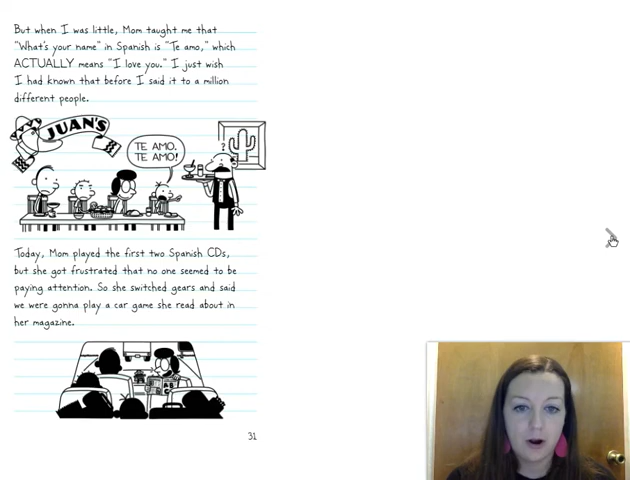 But when I was little, Mom taught me that
"What's your name" in Spanish is "Te amo," which
ACTUALLY means "I love you." I just wish
I had known that before I said it to a million
different people.
JUAN'S
TE AMO.
TE AMO!
?
Today, Mom played the first two Spanish CDs,
but she got frustrated that no one seemed to be
paying attention. So she switched gears and said
we were gonna play a car game she read about in
her magazine.
31